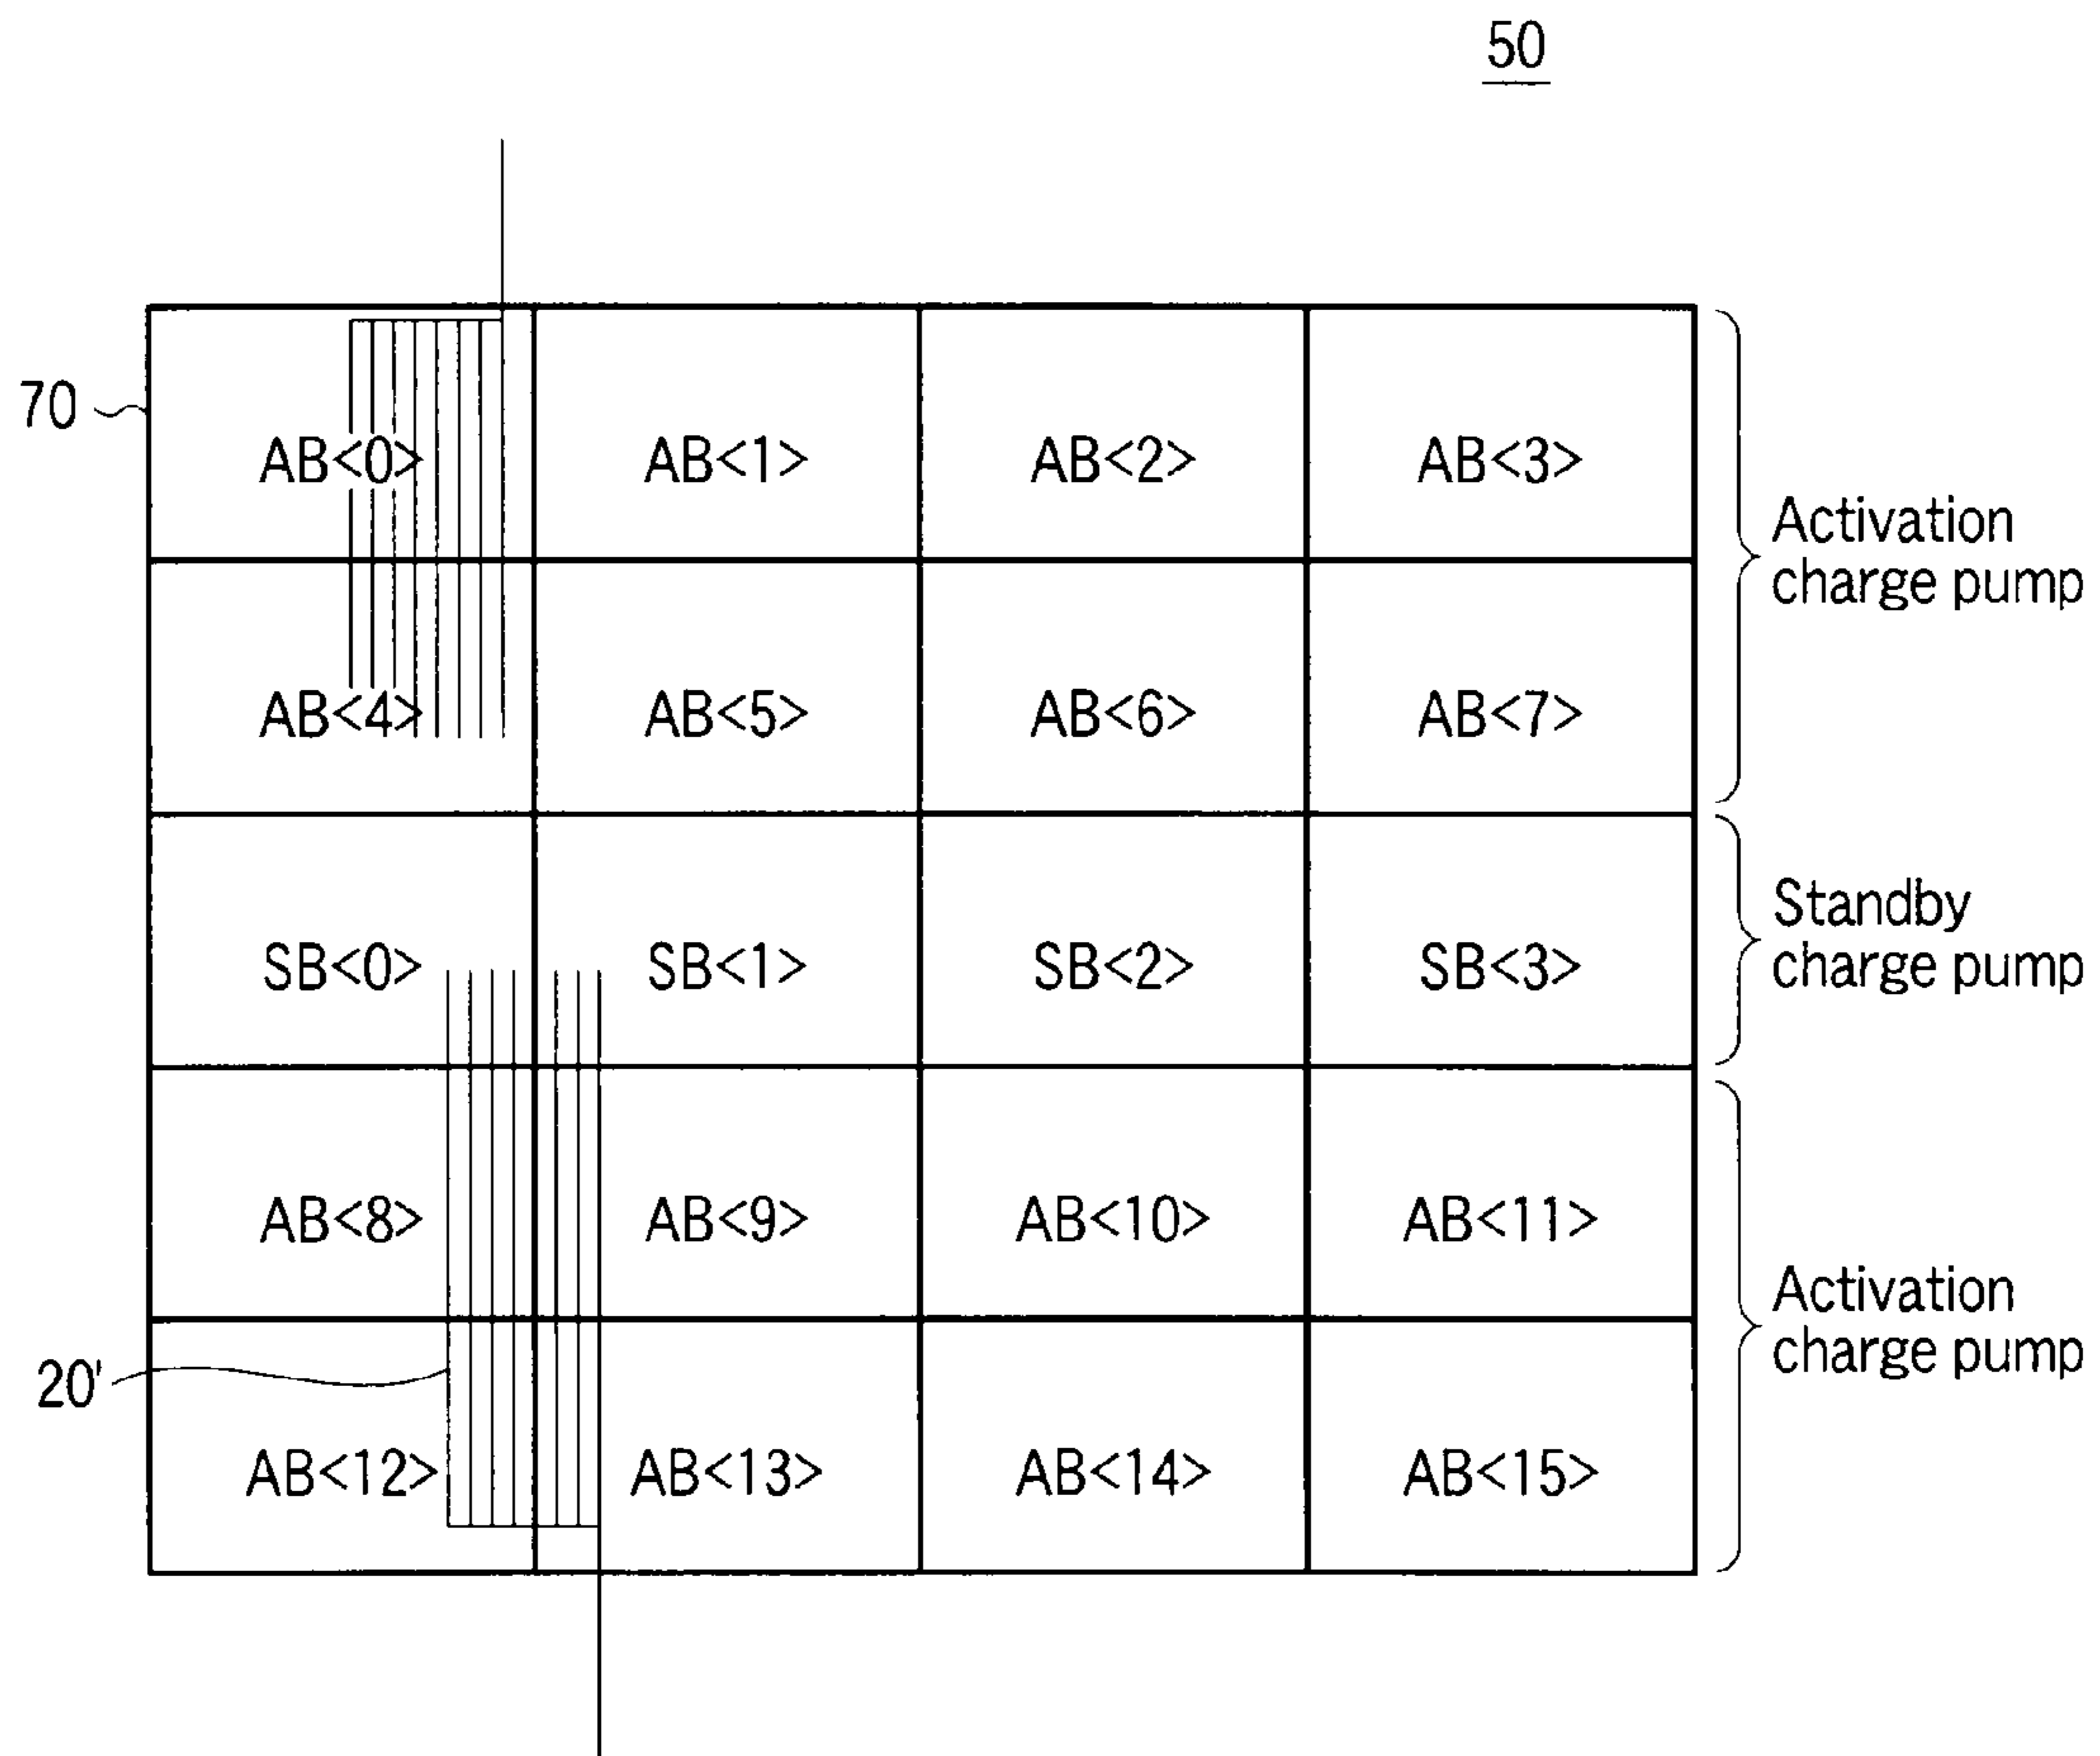 50
70
AB<0> AB<1> AB<2> AB<3>
Activation
charge pump
AB<4> AB<5> AB<6> AB<7>
SB<0> SB<1> SB<2> SB<3>
Standby
charge pump
AB<8> AB<9> AB<10> AB<11>
Activation
charge pump
20'
AB<12> AB<13> AB<14> AB<15>